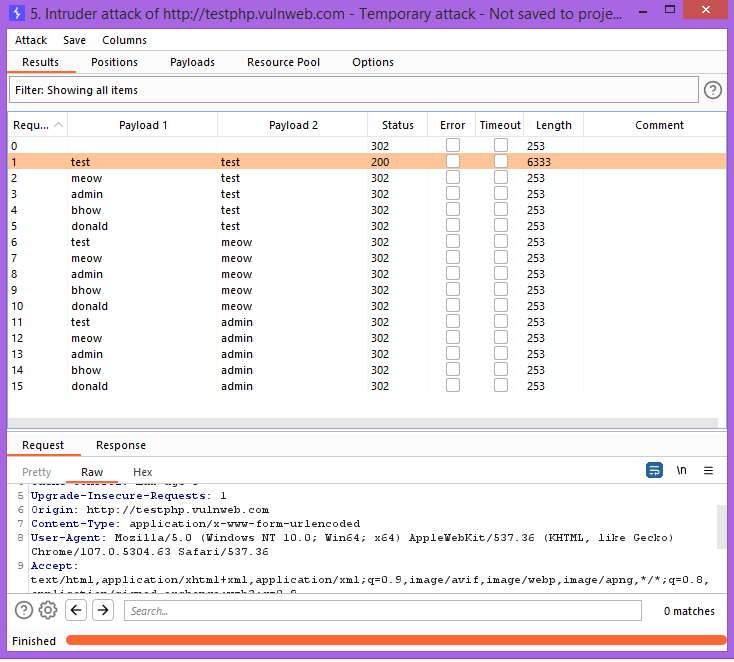 5. Intruder attack of http://testphp.vulnweb.com - Temporary attack - Not saved to proje...
Attack Save Columns
Results Positions Payloads Resource Pool Options
Filter: Showing all items
Requ... Payload 1 Payload 2 Status Error Timeout Length Comment
0 302 253
1 test test 200 6333
2 meow test 302 253
3 admin test 302 253
4 bhow test 302 253
5 donald test 302 253
6 test meow 302 253
7 meow meow 302 253
8 admin meow 302 253
9 bhow meow 302 253
10 donald meow 302 253
11 test admin 302 253
12 meow admin 302 253
13 admin admin 302 253
14 bhow admin 302 253
15 donald admin 302 253
Request Response
Pretty Raw Hex \n
5 Upgrade-Insecure-Requests: 1
6 Origin: http://testphp.vulnweb.com
7 Content-Type: application/x-www-form-urlencoded
8 User-Agent: Mozilla/5.0 (Windows NT 10.0; Win64; x64) AppleWebKit/537.36 (KHTML, like Gecko)
Chrome/107.0.5304.63 Safari/537.36
9 Accept:
text/html,application/xhtml+xml,application/xml;q=0.9,image/avif,image/webp,image/apng,*/*;q=0.8,
Search... 0 matches
Finished